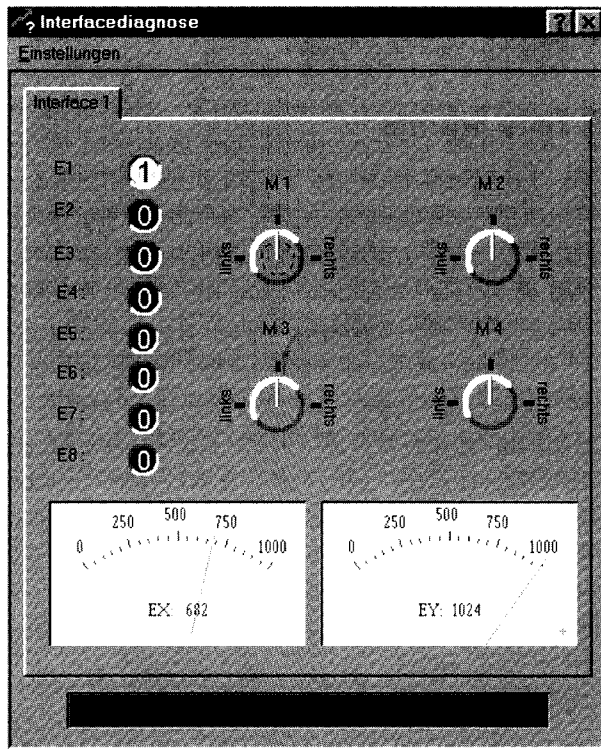 Interfacediagnose
Einstellungen
Interface 1
E1 1
E2: 0
E3 0
E4: 0
E5: 0
E6: 0
E7: 0
E8: 0
M 1
links rechts
M 2
links rechts
M 3
links rechts
M 4
links rechts
0 250 500 750 1000
EX: 682
0 250 500 750 1000
EY: 1024